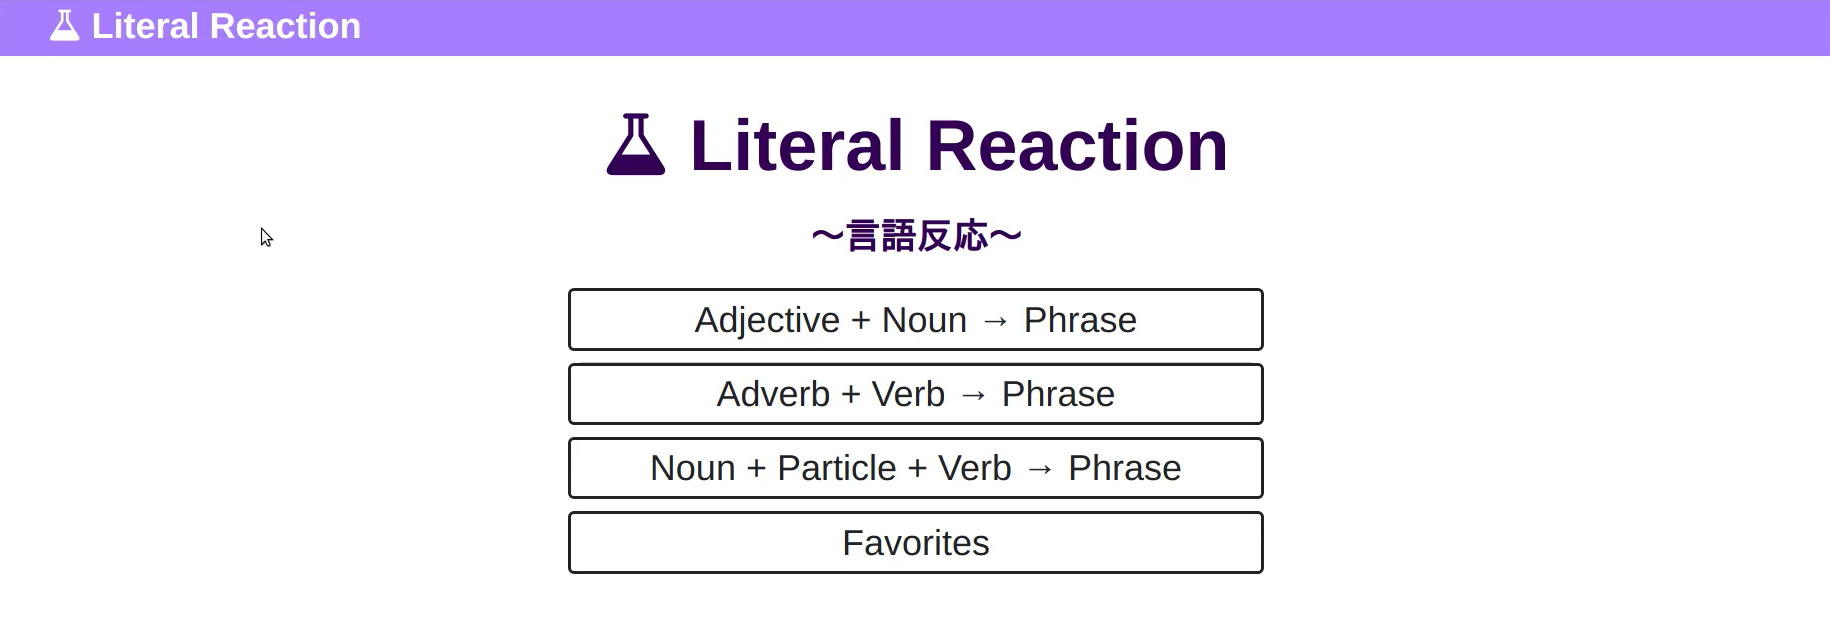 Literal Reaction
Literal Reaction
〜言語反応〜
Adjective + Noun → Phrase
Adverb + Verb → Phrase
Noun + Particle + Verb → Phrase
Favorites